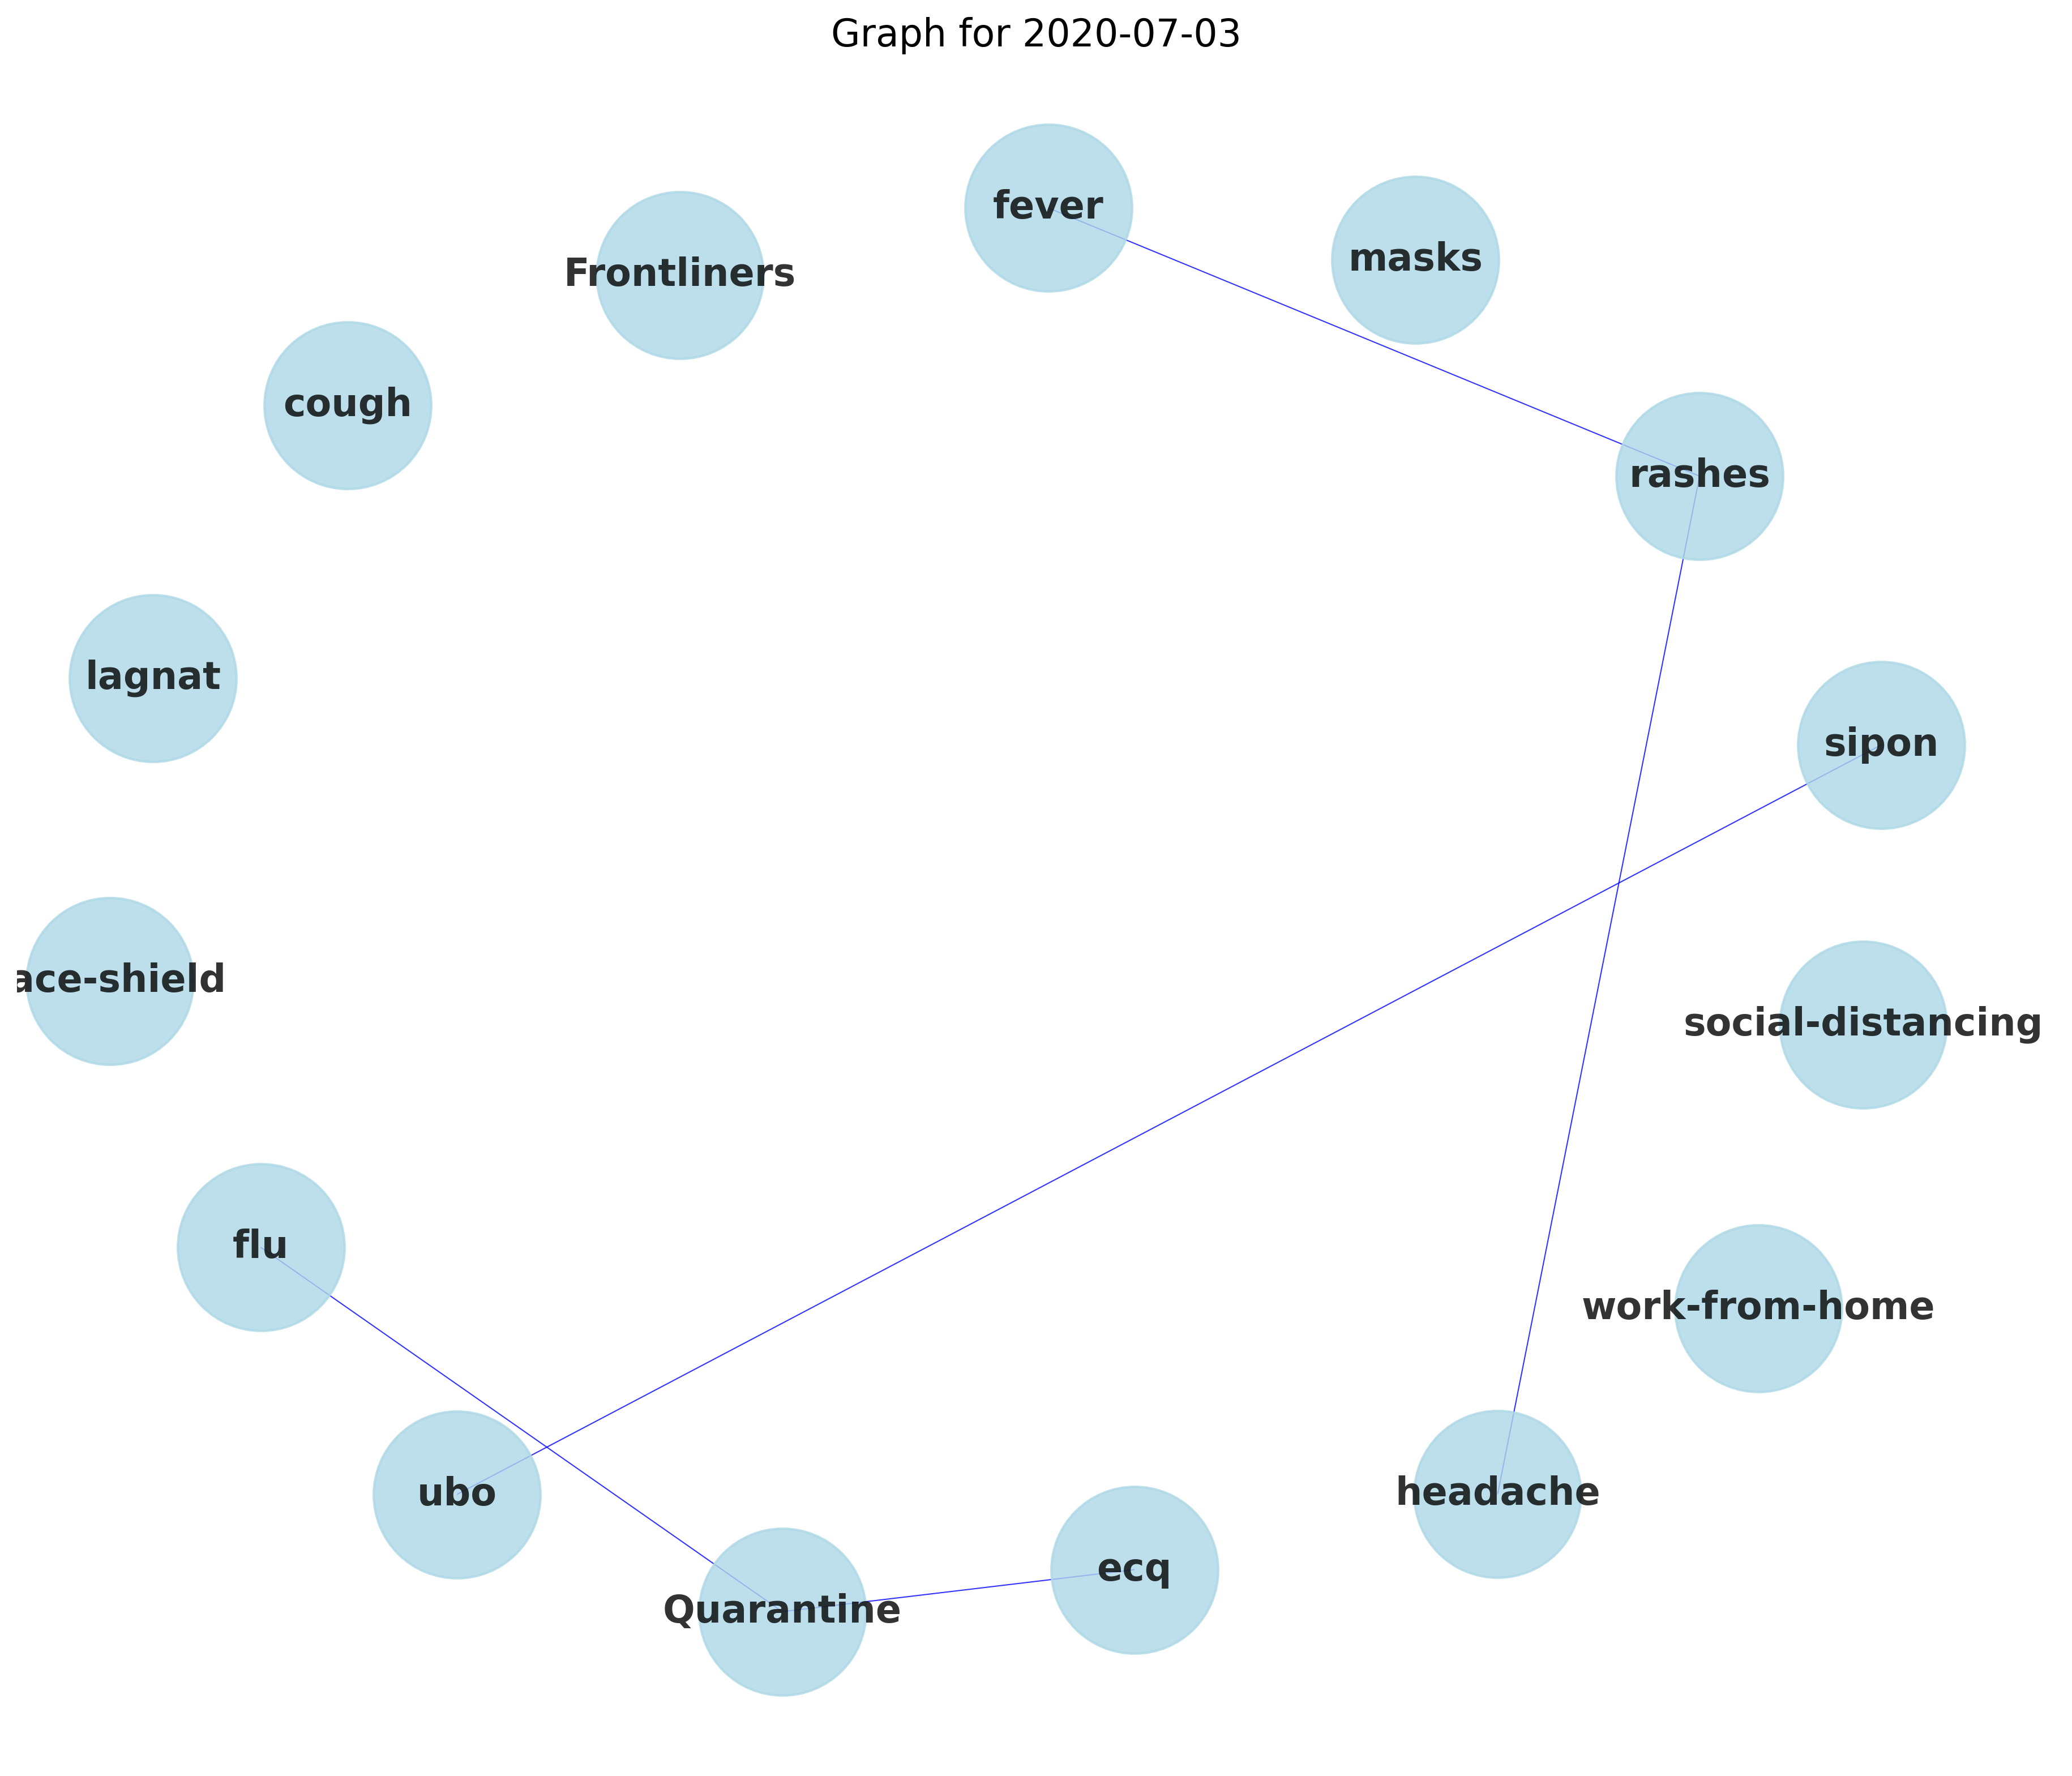 Graph for 2020-07-03
fever
masks
Frontliners
cough
rashes
lagnat
sipon
ace-shield
social-distancing
flu
work-from-home
ubo
headache
ecq
Quarantine